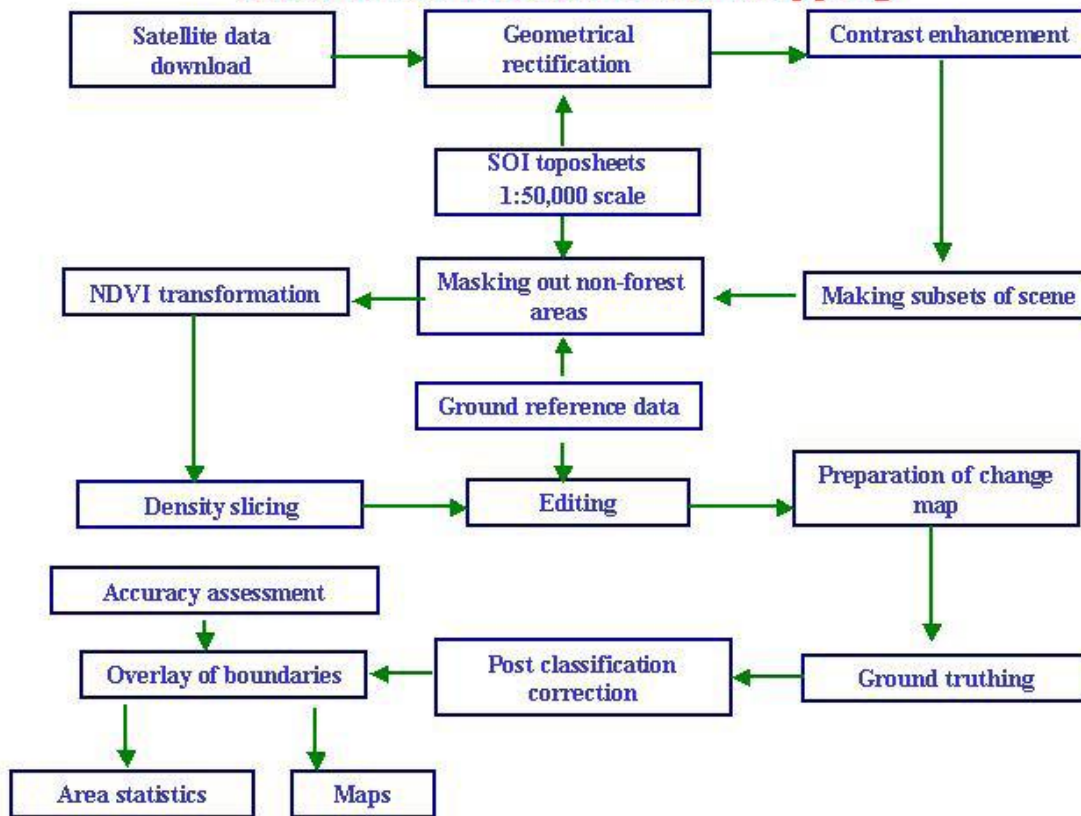 Satellite data
download
Geometrical
rectification
Contrast enhancement
SOI toposheets
1:50,000 scale
NDVI transformation
Masking out non-forest
areas
Making subsets of scene
Ground reference data
Density slicing
Editing
Preparation of change
map
Accuracy assessment
Overlay of boundaries
Post classification
correction
Ground truthing
Area statistics
Maps